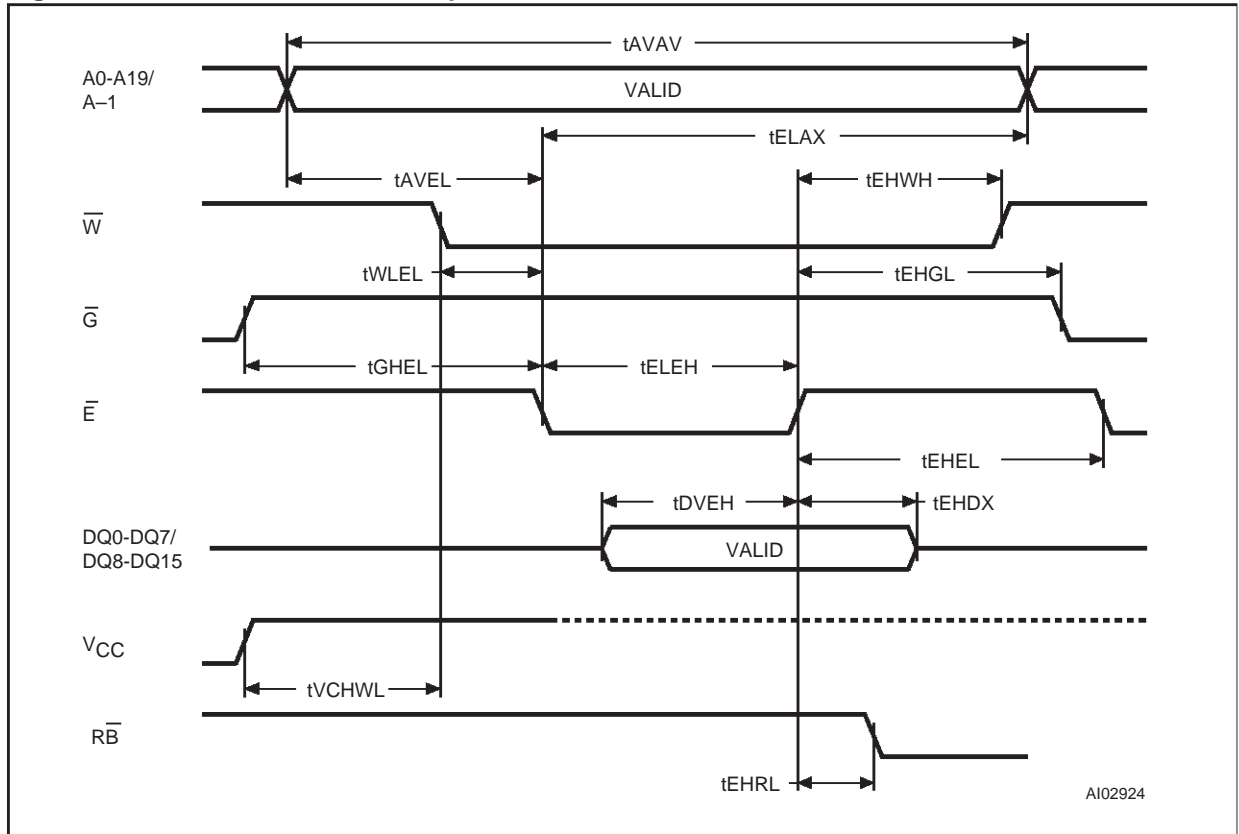 tAVAV
A0-A19/
A–1
VALID
tELAX
tAVEL
tEHWH
W̅
tWLEL
tEHGL
G̅
tGHEL
tELEH
E̅
tEHEL
tDVEH
tEHDX
DQ0-DQ7/
DQ8-DQ15
VALID
VCC
tVCHWL
RB̅
tEHRL
AI02924